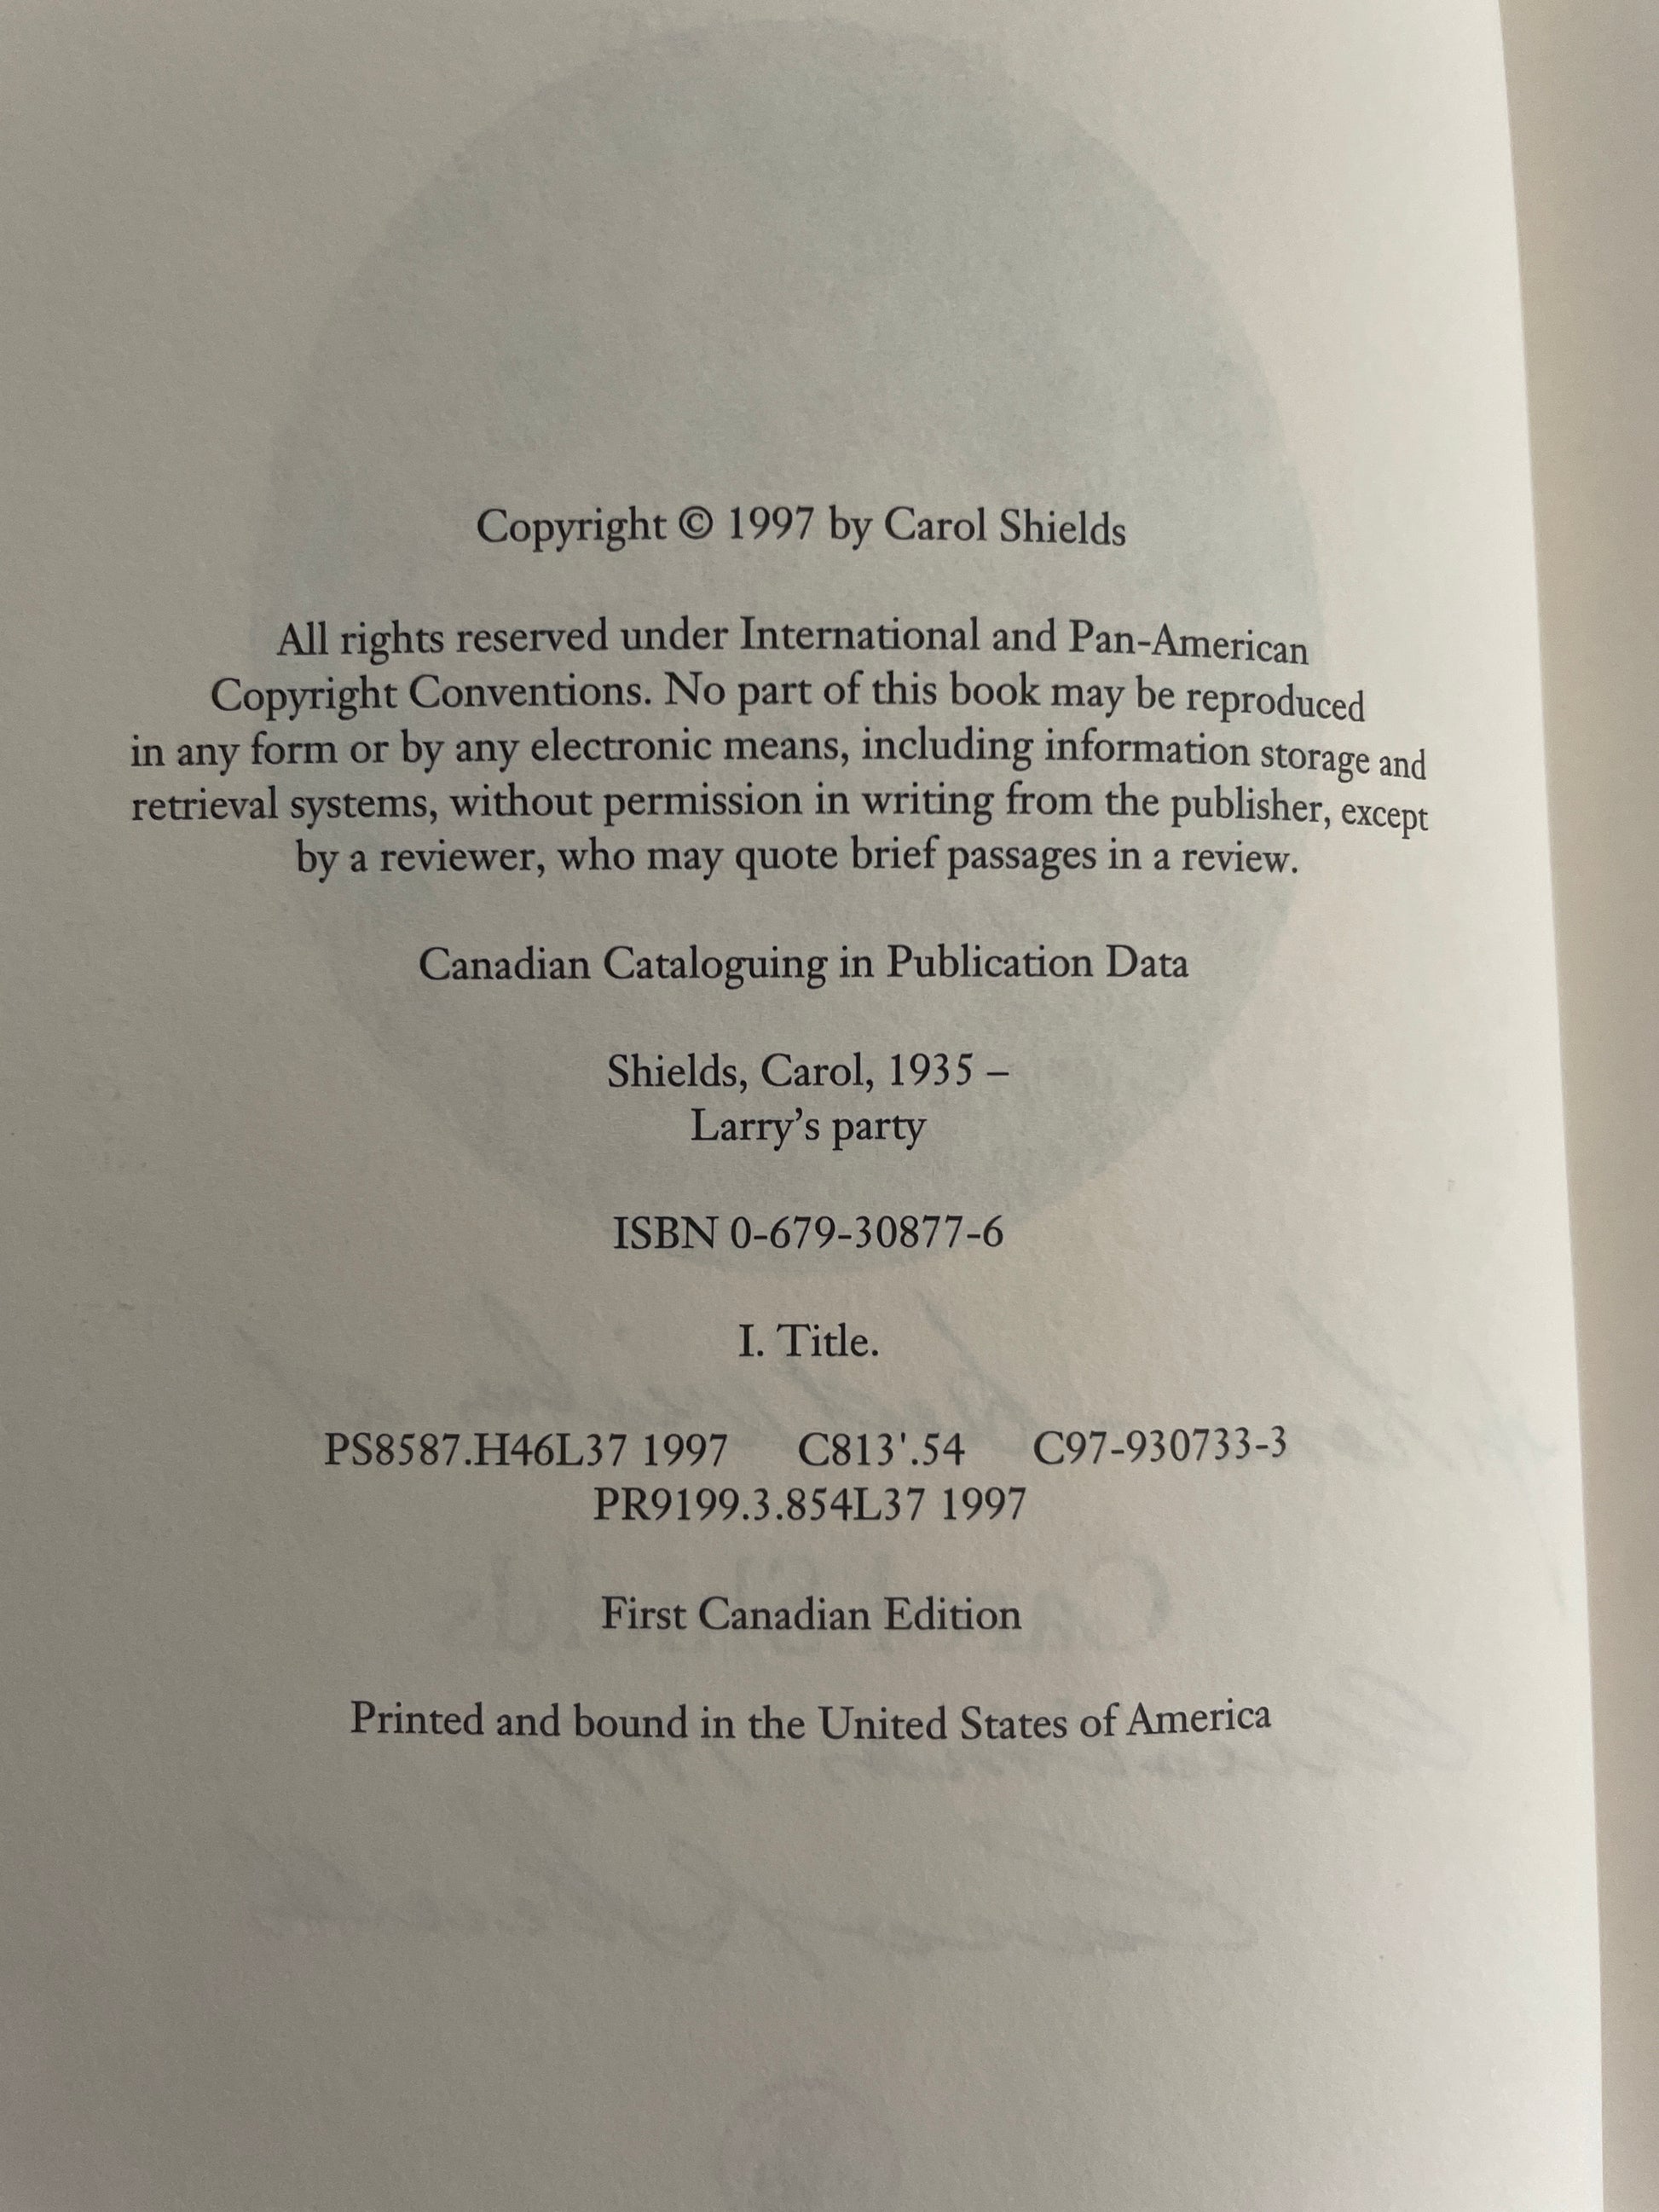 Copyright © 1997 by Carol Shields
All rights reserved under International and Pan-American
Copyright Conventions. No part of this book may be reproduced
in any form or by any electronic means, including information storage and
retrieval systems, without permission in writing from the publisher, except
by a reviewer, who may quote brief passages in a review.
Canadian Cataloguing in Publication Data
Shields, Carol, 1935 –
Larry's party
ISBN 0-679-30877-6
I. Title.
PS8587.H46L37 1997 C813'.54 C97-930733-3
PR9199.3.854L37 1997
First Canadian Edition
Printed and bound in the United States of America